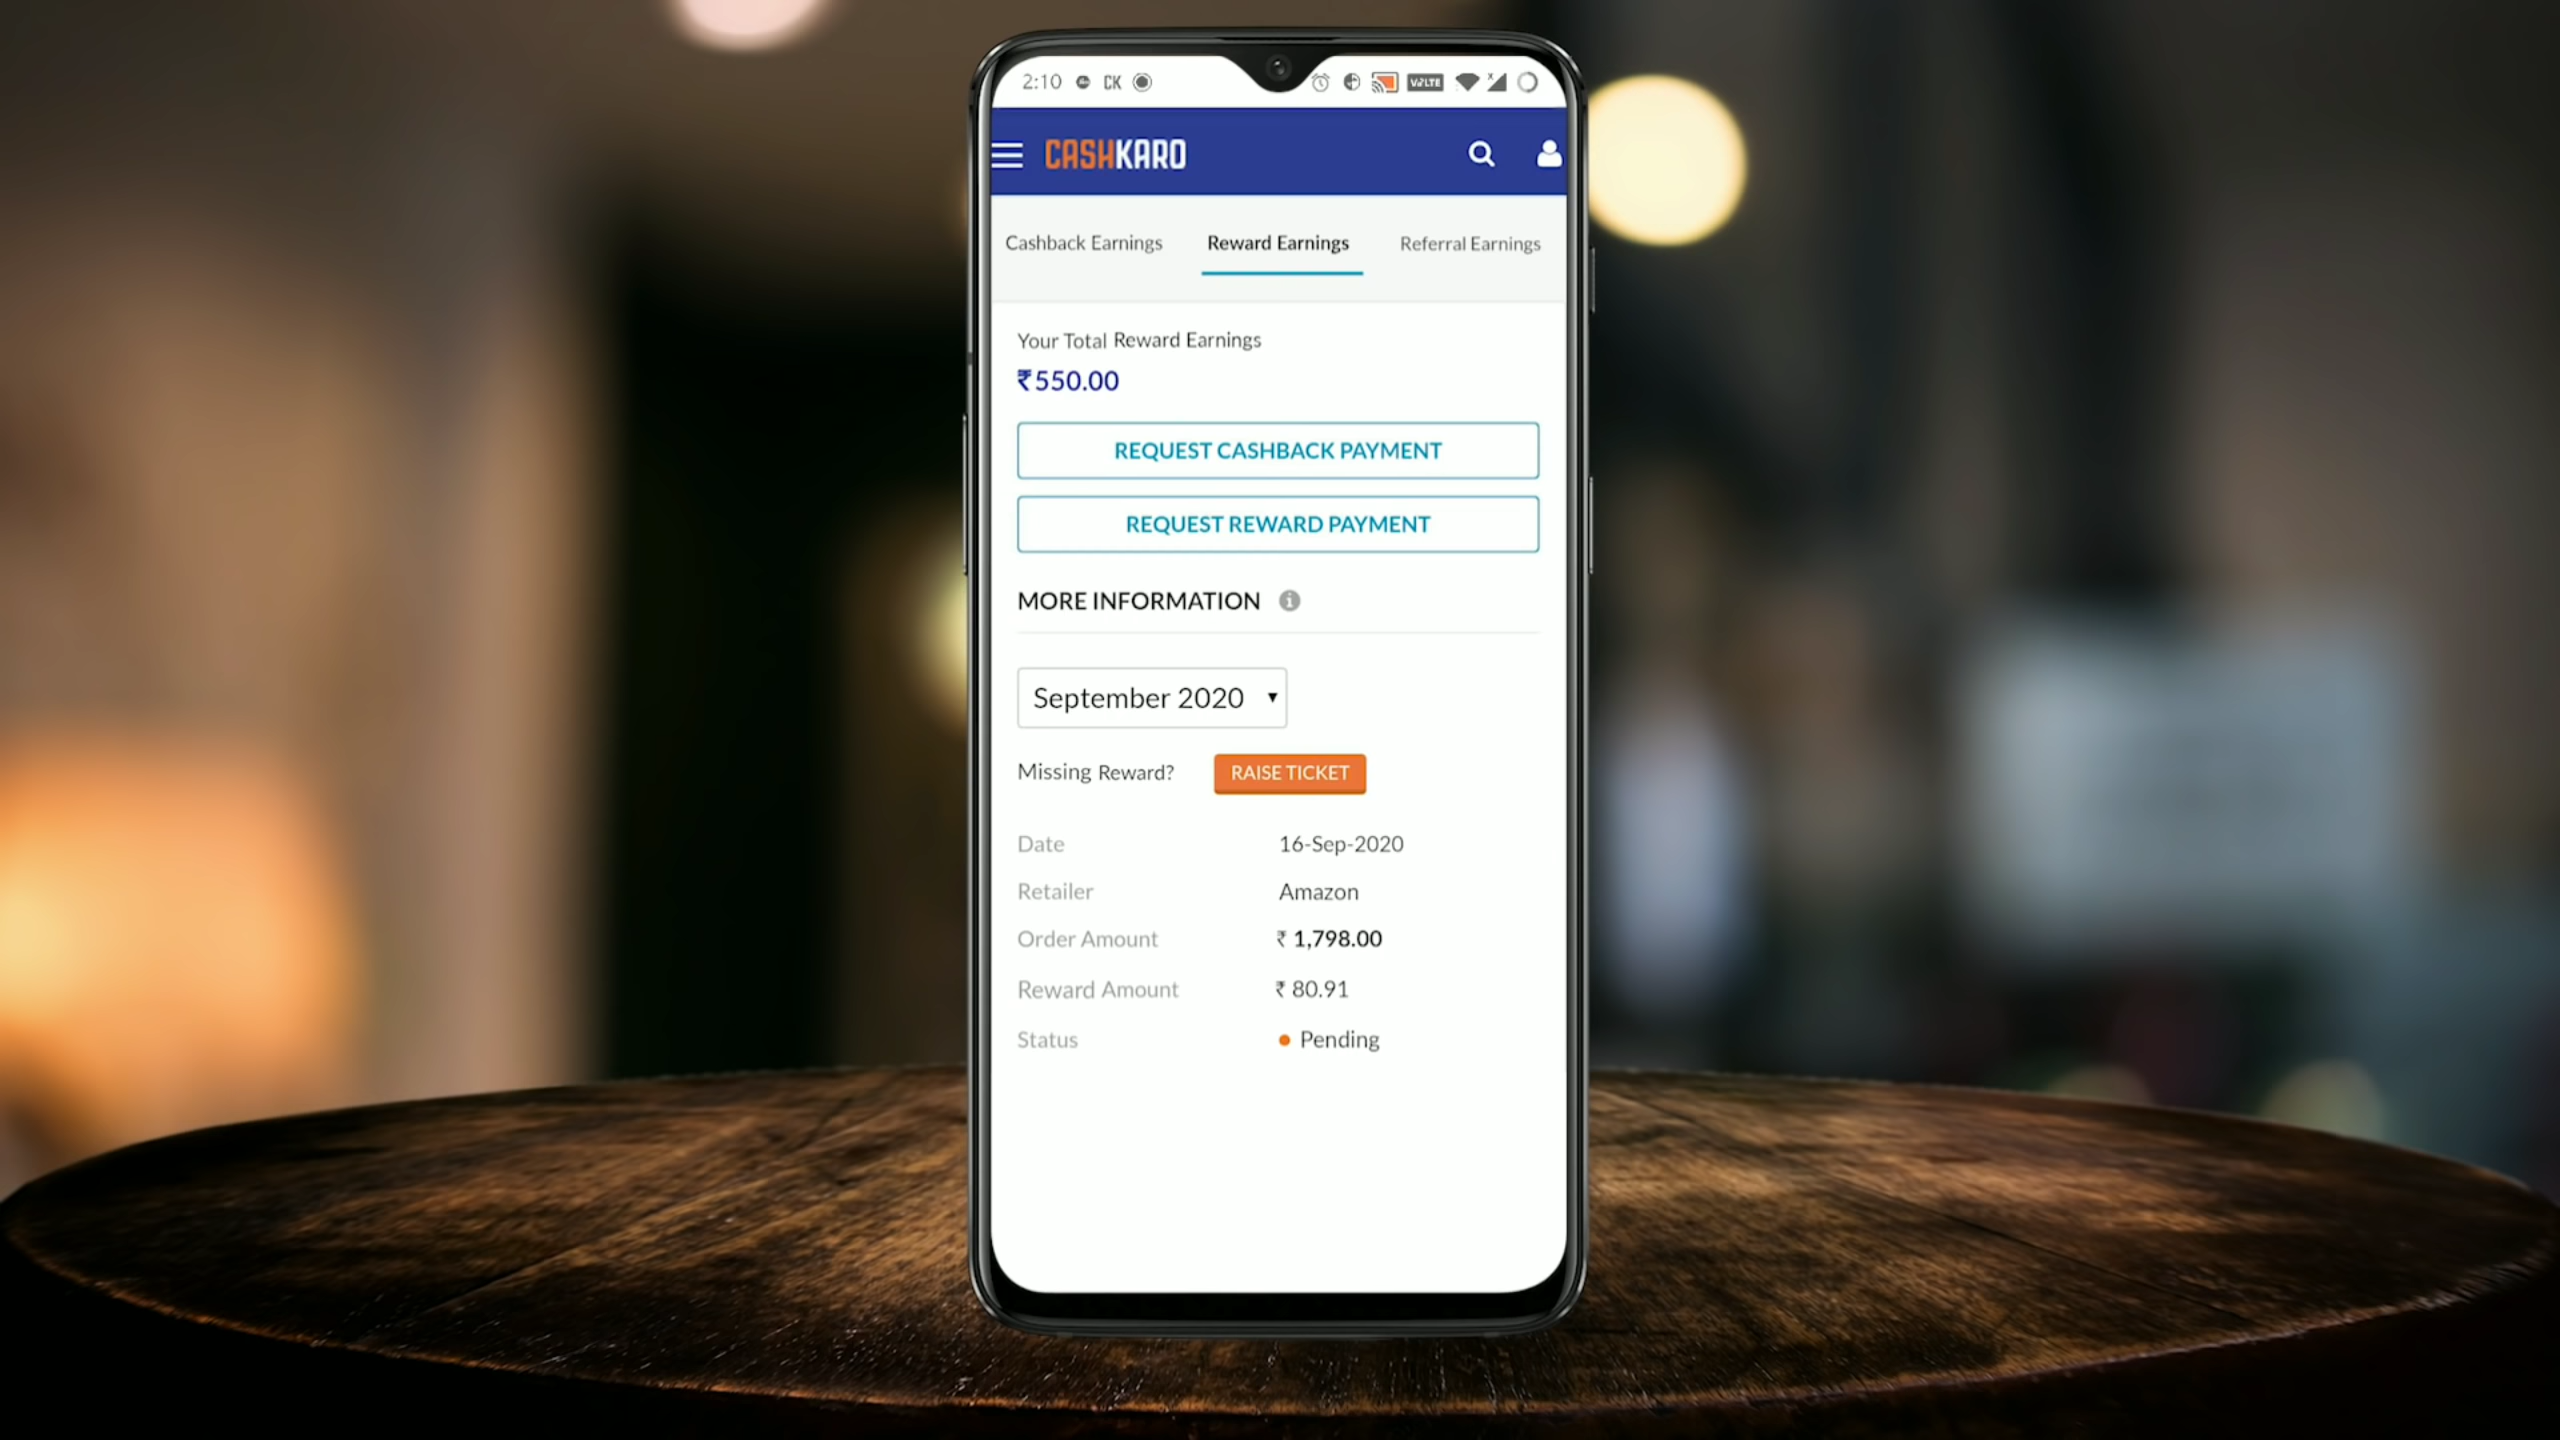 2:10 CK VoLTE
CASHKARO
Cashback Earnings Reward Earnings Referral Earnings
Your Total Reward Earnings
₹550.00
REQUEST CASHBACK PAYMENT
REQUEST REWARD PAYMENT
MORE INFORMATION
September 2020
Missing Reward? RAISE TICKET
Date 16-Sep-2020
Retailer Amazon
Order Amount ₹ 1,798.00
Reward Amount ₹ 80.91
Status Pending